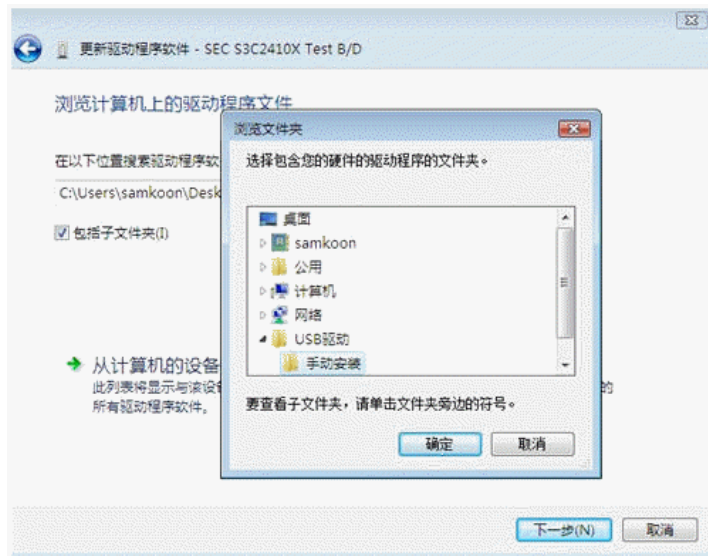 更新驱动程序软件 - SEC S3C2410X Test B/D
浏览计算机上的驱动程序文件
在以下位置搜索驱动程序软
C:\Users\samkoon\Desk
包括子文件夹(I)
从计算机的设备
此列表将显示与该设
所有驱动程序软件。
的
浏览文件夹
选择包含您的硬件的驱动程序的文件夹。
桌面
samkoon
公用
计算机
网络
USB驱动
手动安装
要查看子文件夹，请单击文件夹旁边的符号。
确定
取消
下一步(N)
取消